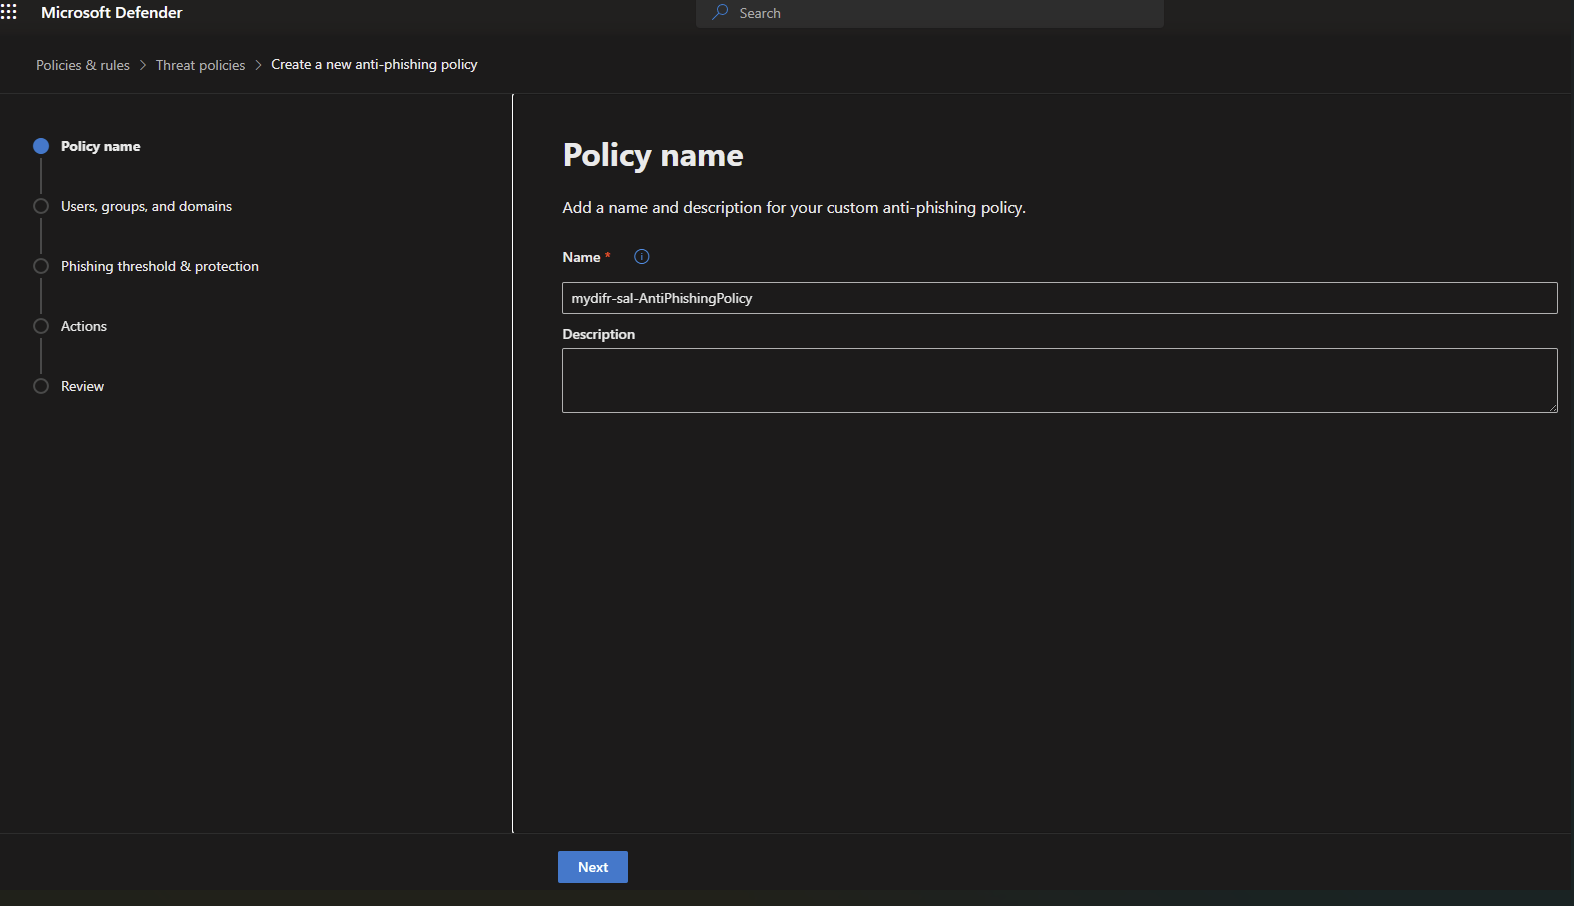 Microsoft Defender
Search
Policies & rules > Threat policies > Create a new anti-phishing policy
Policy name
Users, groups, and domains
Phishing threshold & protection
Actions
Review
Policy name
Add a name and description for your custom anti-phishing policy.
Name *
mydifr-sal-AntiPhishingPolicy
Description
Next